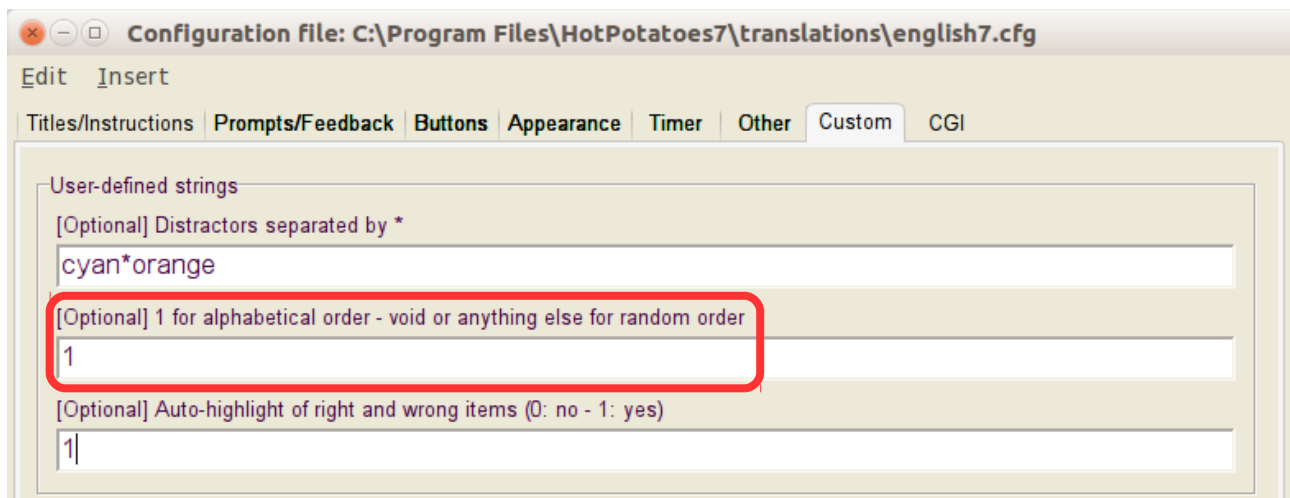 Configuration file: C:\Program Files\HotPotatoes7\translations\english7.cfg
Edit Insert
Titles/Instructions Prompts/Feedback Buttons Appearance Timer Other Custom CGI
User-defined strings
[Optional] Distractors separated by *
cyan*orange
[Optional] 1 for alphabetical order - void or anything else for random order
1
[Optional] Auto-highlight of right and wrong items (0: no - 1: yes)
1